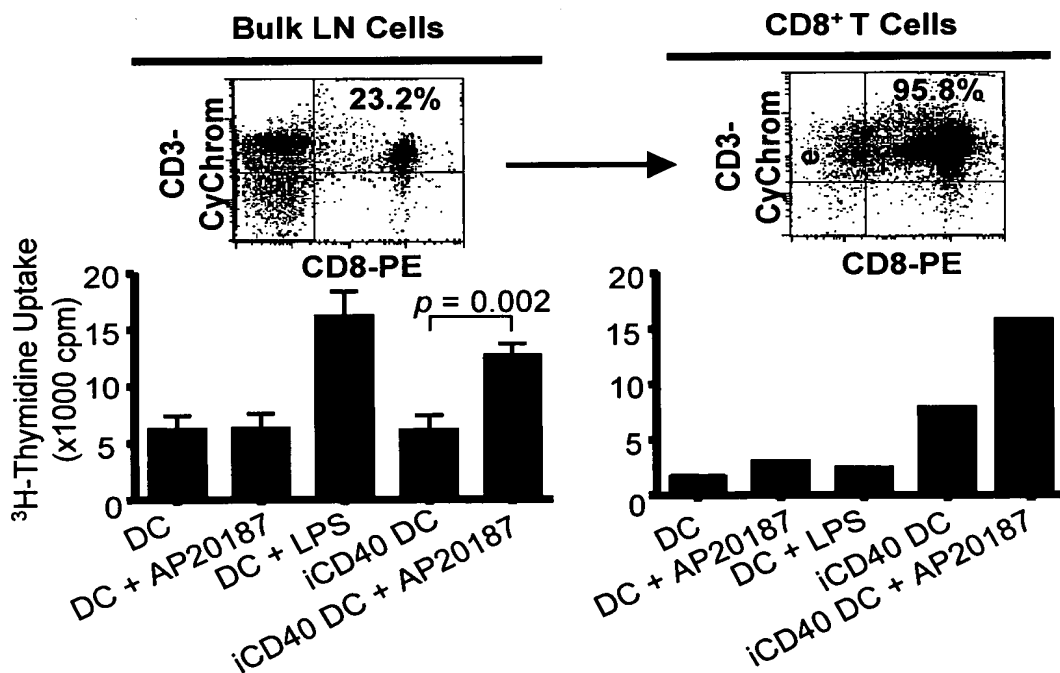 Bulk LN Cells
CD8⁺ T Cells
23.2%
CD3-
CyChrom
CD8-PE
95.8%
e
CD3-
CyChrom
CD8-PE
³H-Thymidine Uptake
(x1000 cpm)
20
15
10
5
0
p = 0.002
DC
DC + AP20187
DC + LPS
iCD40 DC
iCD40 DC + AP20187
20
15
10
5
0
DC
DC + AP20187
DC + LPS
iCD40 DC
iCD40 DC + AP20187